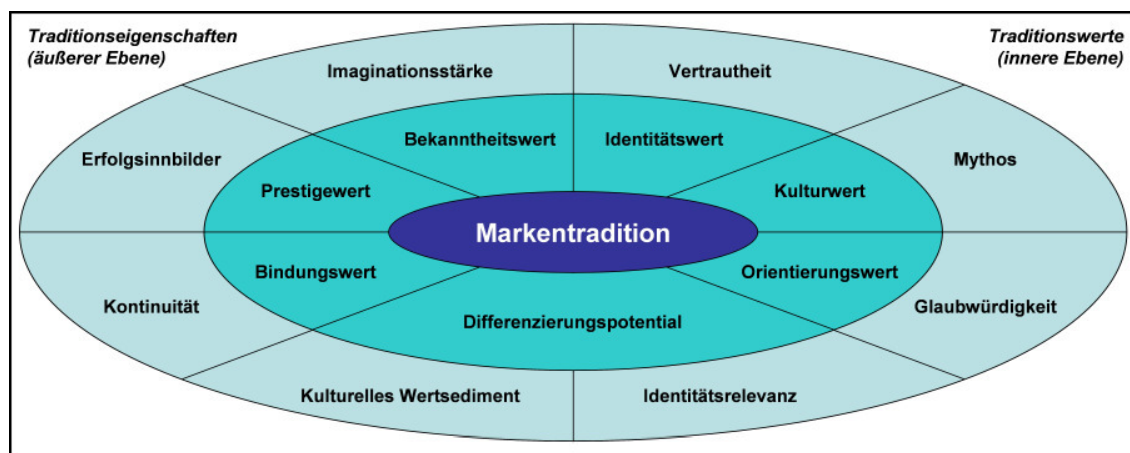 Traditionseigenschaften
(äußerer Ebene)
Traditionswerte
(innere Ebene)
Imaginationsstärke
Vertrautheit
Bekanntheitswert
Identitätswert
Erfolgsinnbilder
Mythos
Prestigewert
Kulturwert
Markentradition
Bindungswert
Orientierungswert
Kontinuität
Glaubwürdigkeit
Differenzierungspotential
Kulturelles Wertsediment
Identitätsrelevanz